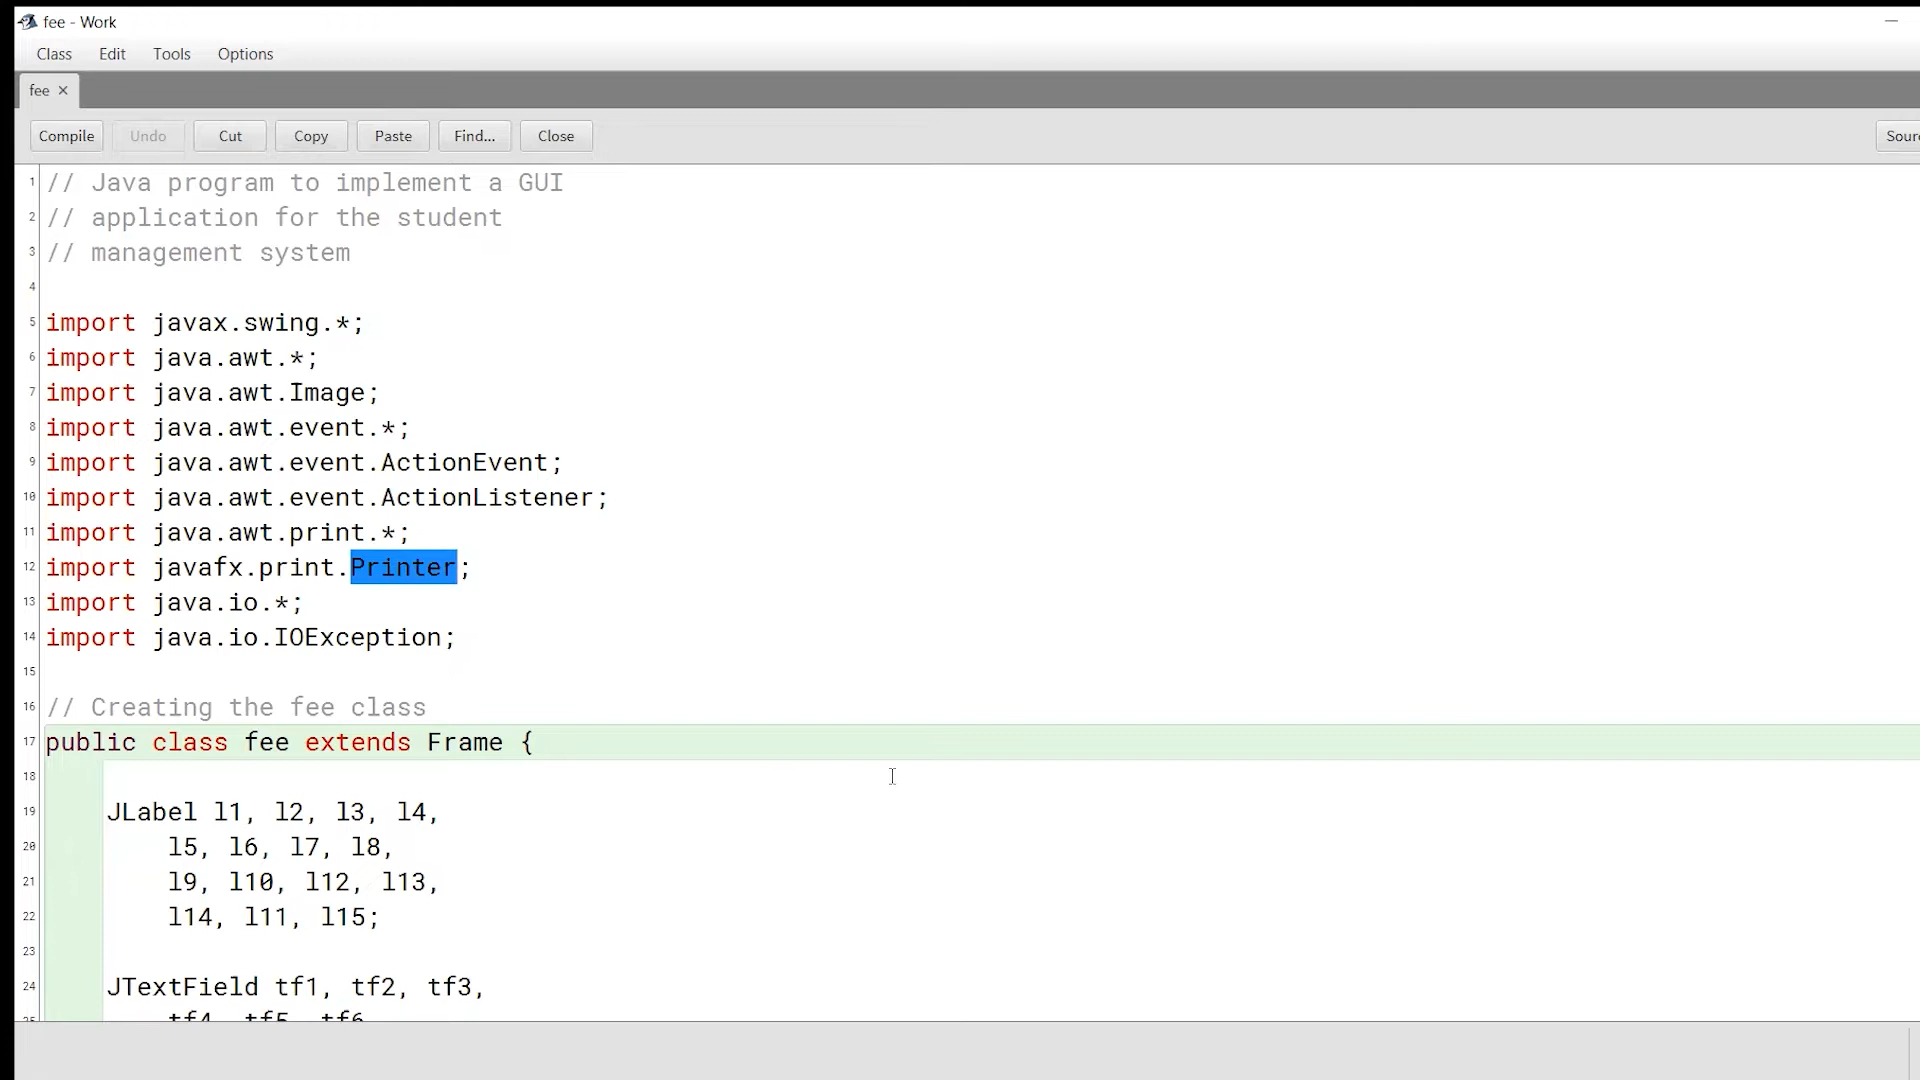 fee - Work
Class Edit Tools Options
fee ×
Compile Undo Cut Copy Paste Find... Close
1 // Java program to implement a GUI
2 // application for the student
3 // management system
4
5 import javax.swing.*;
6 import java.awt.*;
7 import java.awt.Image;
8 import java.awt.event.*;
9 import java.awt.event.ActionEvent;
10 import java.awt.event.ActionListener;
11 import java.awt.print.*;
12 import javafx.print.Printer;
13 import java.io.*;
14 import java.io.IOException;
15
16 // Creating the fee class
17 public class fee extends Frame {
18
19 JLabel l1, l2, l3, l4,
20 l5, l6, l7, l8,
21 l9, l10, l12, l13,
22 l14, l11, l15;
23
24 JTextField tf1, tf2, tf3,
25 tf4, tf5, tf6